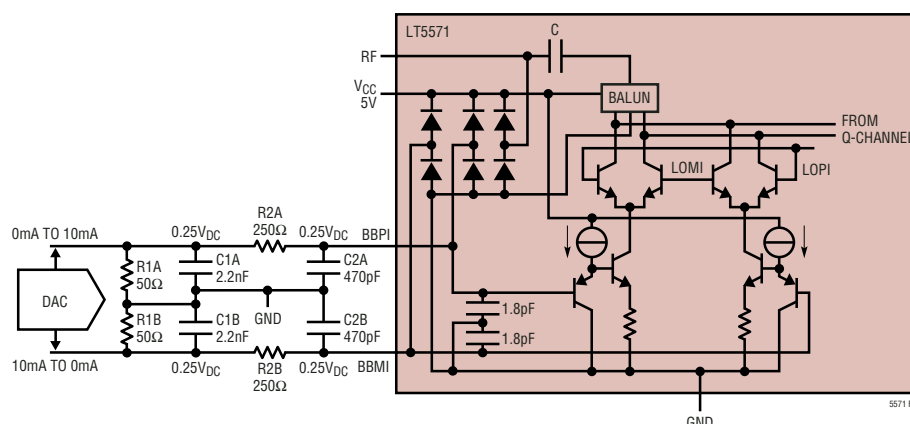 LT5571
C
RF
VCC
5V
BALUN
FROM
Q-CHANNEL
LOMI
LOPI
0mA TO 10mA
0.25VDC
R2A
250Ω
0.25VDC
BBPI
R1A
50Ω
C1A
2.2nF
C2A
470pF
DAC
GND
R1B
50Ω
C1B
2.2nF
C2B
470pF
1.8pF
1.8pF
10mA TO 0mA
0.25VDC
R2B
250Ω
0.25VDC
BBMI
GND
5571